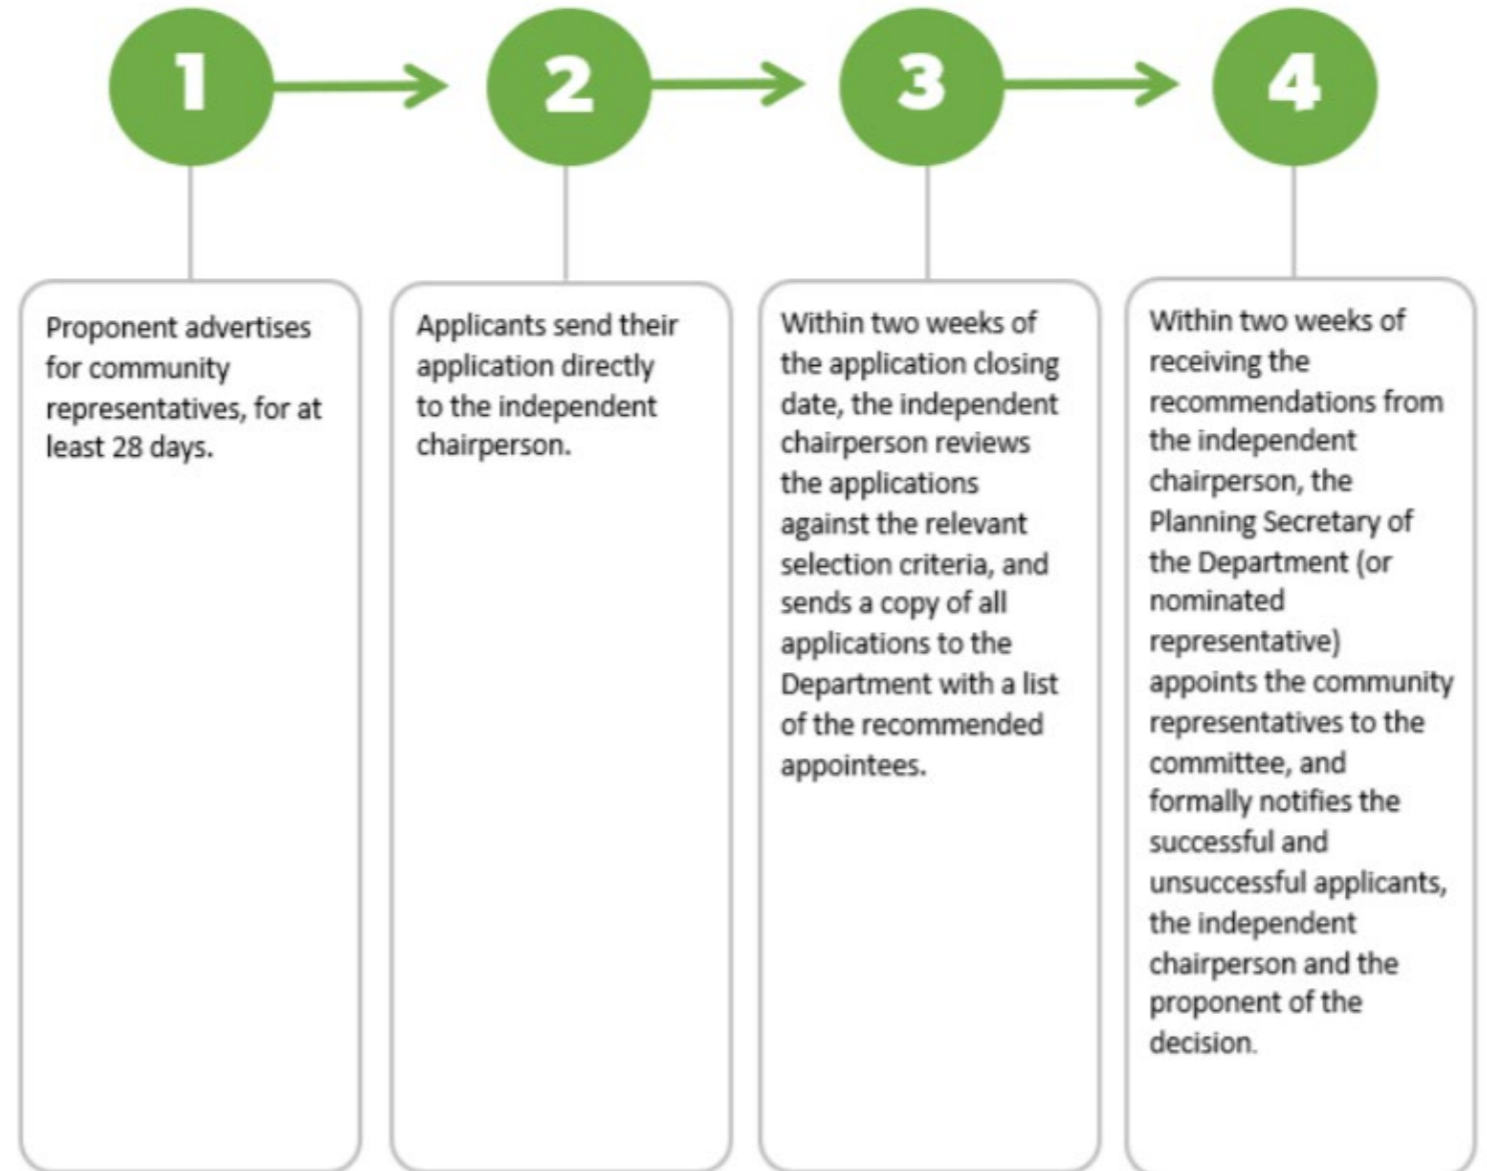 1
2
3
4
Proponent advertises
for community
representatives, for at
least 28 days.
Applicants send their
application directly
to the independent
chairperson.
Within two weeks of
the application closing
date, the independent
chairperson reviews
the applications
against the relevant
selection criteria, and
sends a copy of all
applications to the
Department with a list
of the recommended
appointees.
Within two weeks of
receiving the
recommendations from
the independent
chairperson, the
Planning Secretary of
the Department (or
nominated
representative)
appoints the community
representatives to the
committee, and
formally notifies the
successful and
unsuccessful applicants,
the independent
chairperson and the
proponent of the
decision.